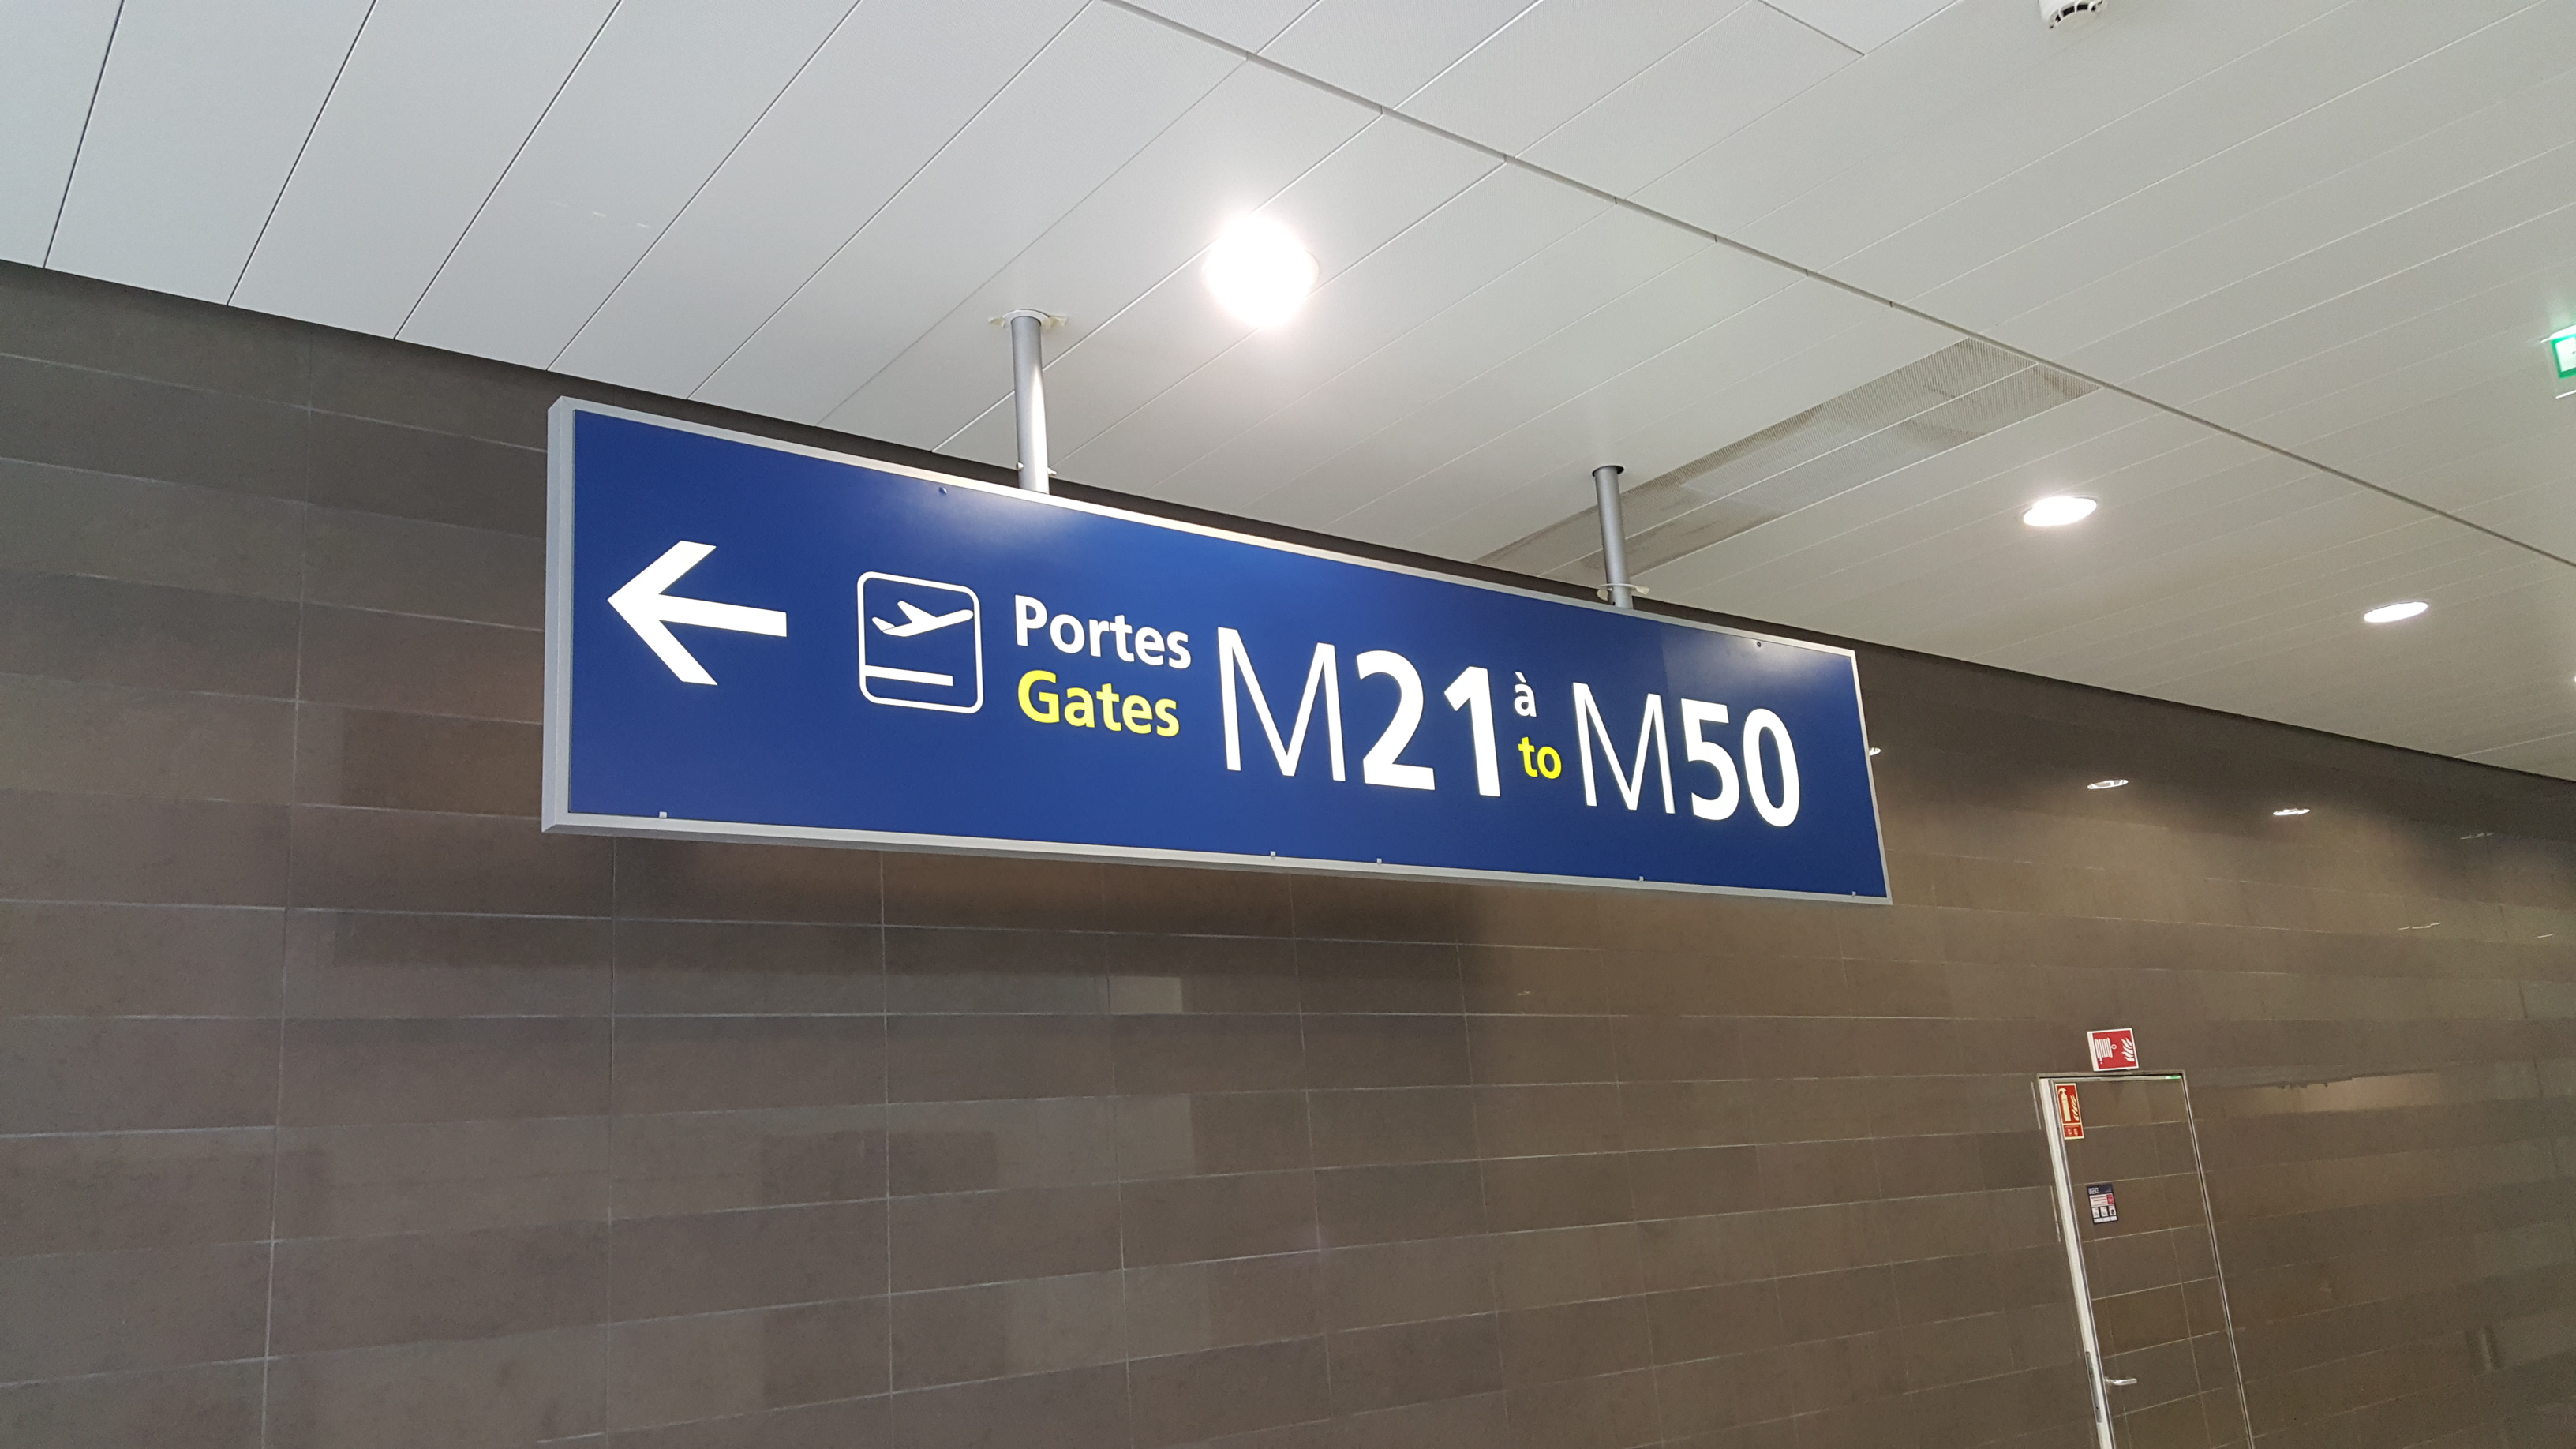 Portes
Gates
M21 à to M50